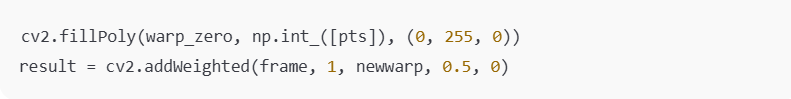 cv2.fillPoly(warp_zero, np.int_([pts]), (0, 255, 0))
result = cv2.addWeighted(frame, 1, newwarp, 0.5, 0)